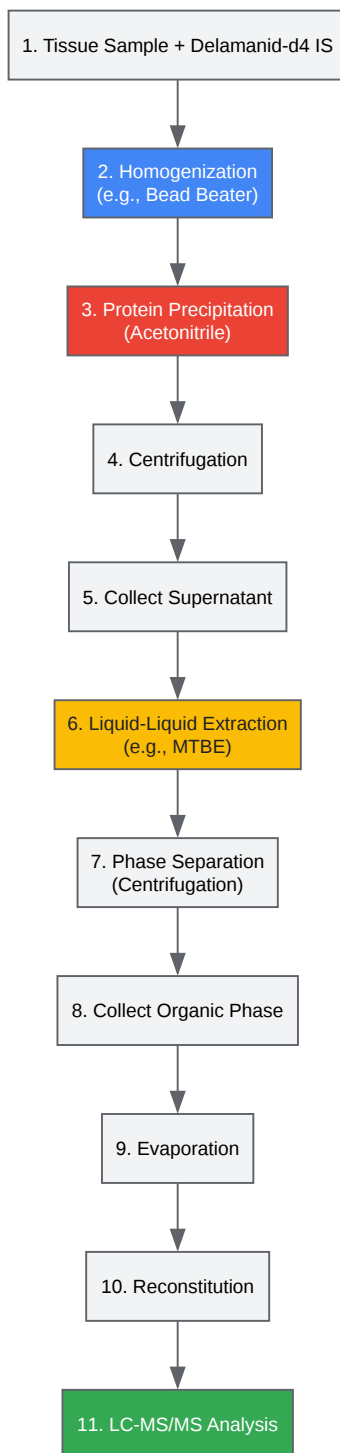 1. Tissue Sample + Delamanid-d4 IS
2. Homogenization
(e.g., Bead Beater)
3. Protein Precipitation
(Acetonitrile)
4. Centrifugation
5. Collect Supernatant
6. Liquid-Liquid Extraction
(e.g., MTBE)
7. Phase Separation
(Centrifugation)
8. Collect Organic Phase
9. Evaporation
10. Reconstitution
11. LC-MS/MS Analysis